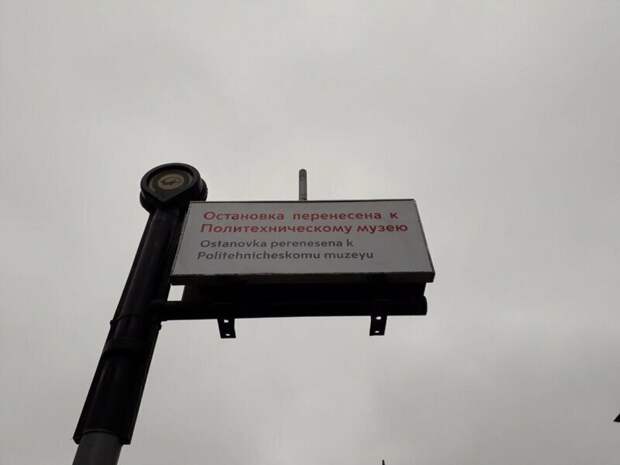 Остановка перенесена к
Политехническому музею
Ostanovka perenesena k
Politehnicheskomu muzeyu